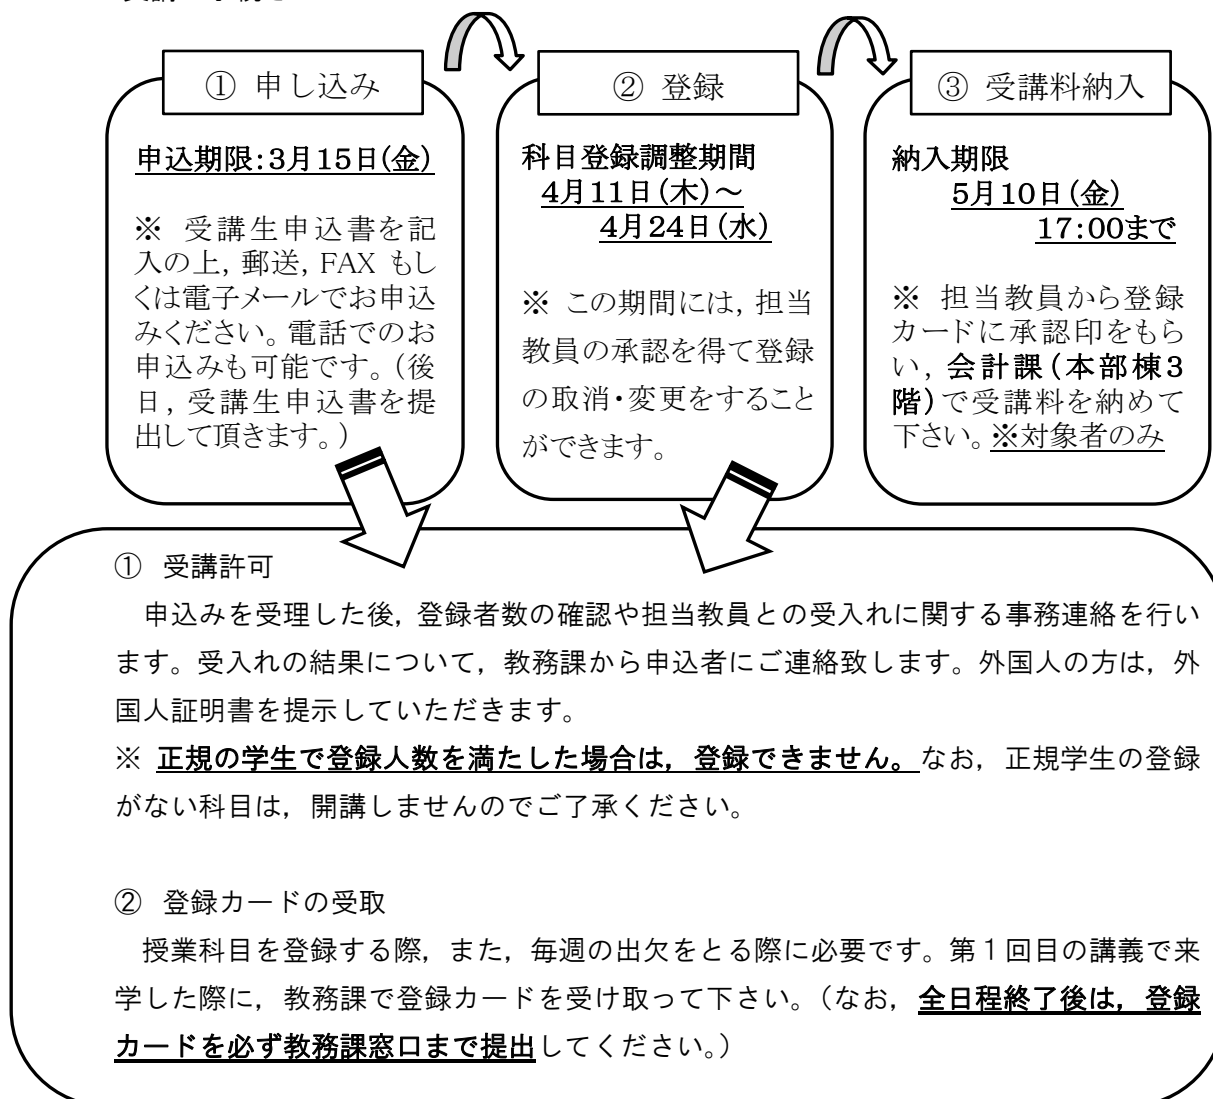 ① 申し込み
申込期限:3月15日(金)
※ 受講生申込書を記
入の上, 郵送, FAX もし
くは電子メールでお申込
みください。電話でのお
申込みも可能です。(後
日, 受講生申込書を提
出して頂きます。)
② 登録
科目登録調整期間
4月11日(木)～
4月24日(水)
※ この期間には, 担当
教員の承認を得て登録
の取消・変更をすること
ができます。
③ 受講料納入
納入期限
5月10日(金)
17:00まで
※ 担当教員から登録
カードに承認印をもら
い, 会計課(本部棟3
階)で受講料を納めて
下さい。※対象者のみ
① 受講許可
申込みを受理した後, 登録者数の確認や担当教員との受入れに関する事務連絡を行い
ます。受入れの結果について, 教務課から申込者にご連絡致します。外国人の方は, 外
国人証明書を提示していただきます。
※ 正規の学生で登録人数を満たした場合は, 登録できません。なお, 正規学生の登録
がない科目は, 開講しませんのでご了承ください。
② 登録カードの受取
授業科目を登録する際, また, 毎週の出欠をとる際に必要です。第1回目の講義で来
学した際に, 教務課で登録カードを受け取って下さい。(なお, 全日程終了後は, 登録
カードを必ず教務課窓口まで提出してください。)